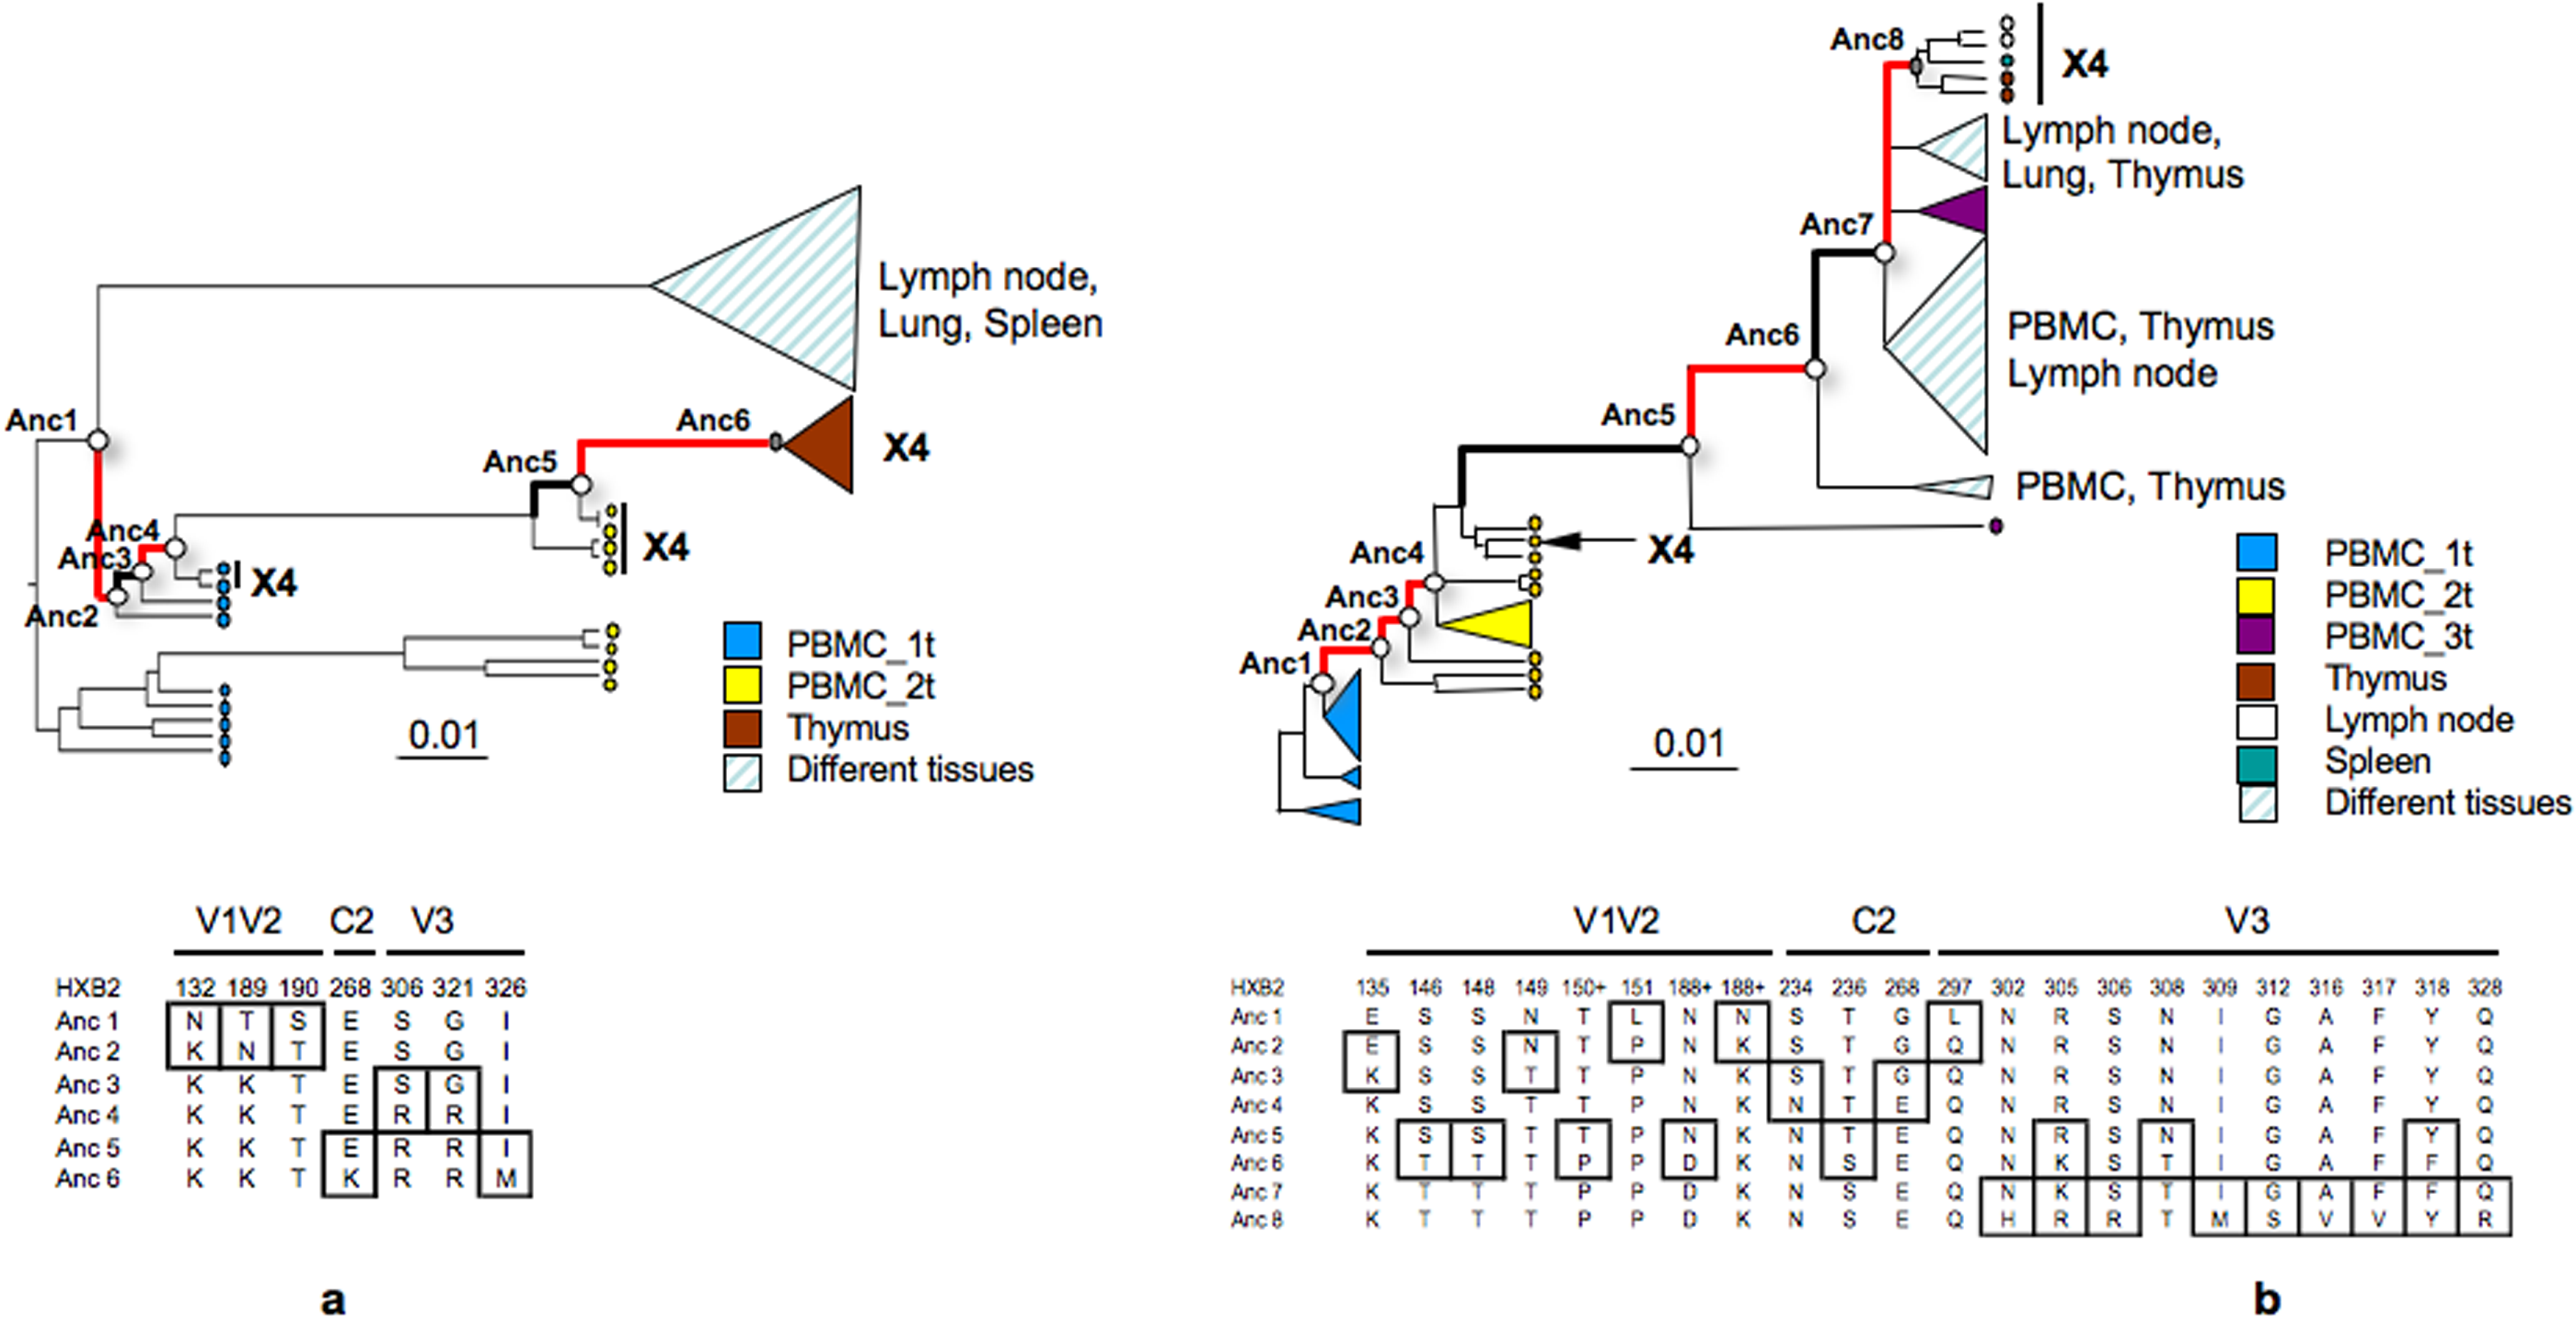 Anc1
Anc2
Anc3
Anc4
Anc5
Anc6
Lymph node,
Lung, Spleen
X4
X4
X4
0.01
PBMC_1t
PBMC_2t
Thymus
Different tissues
V1V2 C2 V3
HXB2 132 189 190 268 306 321 326
Anc 1 N T S E S G I
Anc 2 K N T E S G I
Anc 3 K K T E S G I
Anc 4 K K T E R R I
Anc 5 K K T E R R I
Anc 6 K K T K R R M
a
Anc8
X4
Lymph node,
Lung, Thymus
Anc7
PBMC, Thymus
Lymph node
Anc6
Anc5
PBMC, Thymus
X4
Anc4
Anc3
Anc2
Anc1
0.01
PBMC_1t
PBMC_2t
PBMC_3t
Thymus
Lymph node
Spleen
Different tissues
V1V2 C2 V3
HXB2 135 146 148 149 150+ 151 188+ 188+ 234 236 268 297 302 305 306 308 309 312 316 317 318 328
Anc 1 E S S N T L N N S T G L N R S N I G A F Y Q
Anc 2 E S S N T P N K S T G Q N R S N I G A F Y Q
Anc 3 K S S T T P N K S T G Q N R S N I G A F Y Q
Anc 4 K S S T T P N K N T E Q N R S N I G A F Y Q
Anc 5 K S S T T P N K N T E Q N R S N I G A F Y Q
Anc 6 K T T T P P D K N S E Q N K S T I G A F F Q
Anc 7 K T T T P P D K N S E Q N K S T I G A F F Q
Anc 8 K T T T P P D K N S E Q H R R T M S V V Y R
b